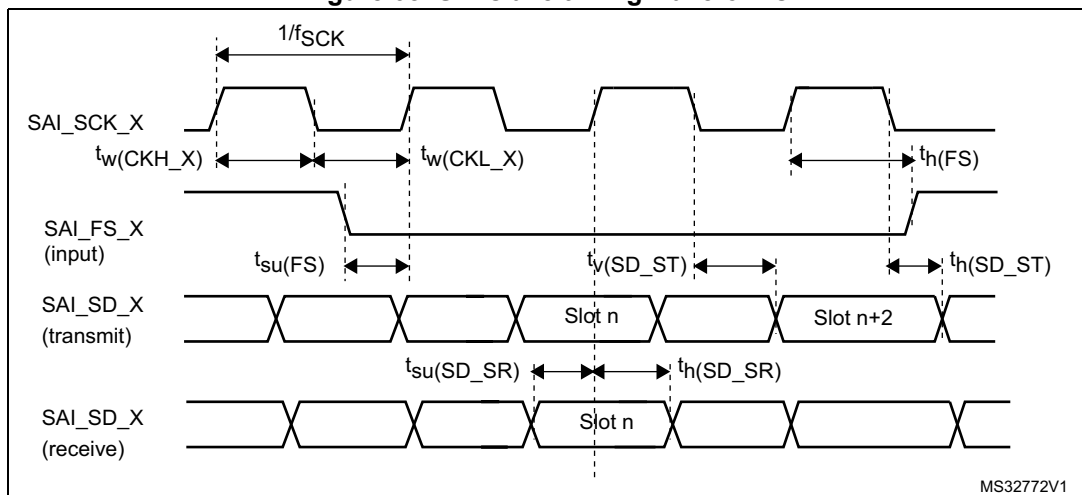 1/fSCK
SAI_SCK_X
tw(CKH_X)
tw(CKL_X)
th(FS)
SAI_FS_X
(input)
tsu(FS)
tv(SD_ST)
th(SD_ST)
SAI_SD_X
(transmit)
Slot n
Slot n+2
tsu(SD_SR)
th(SD_SR)
SAI_SD_X
(receive)
Slot n
MS32772V1